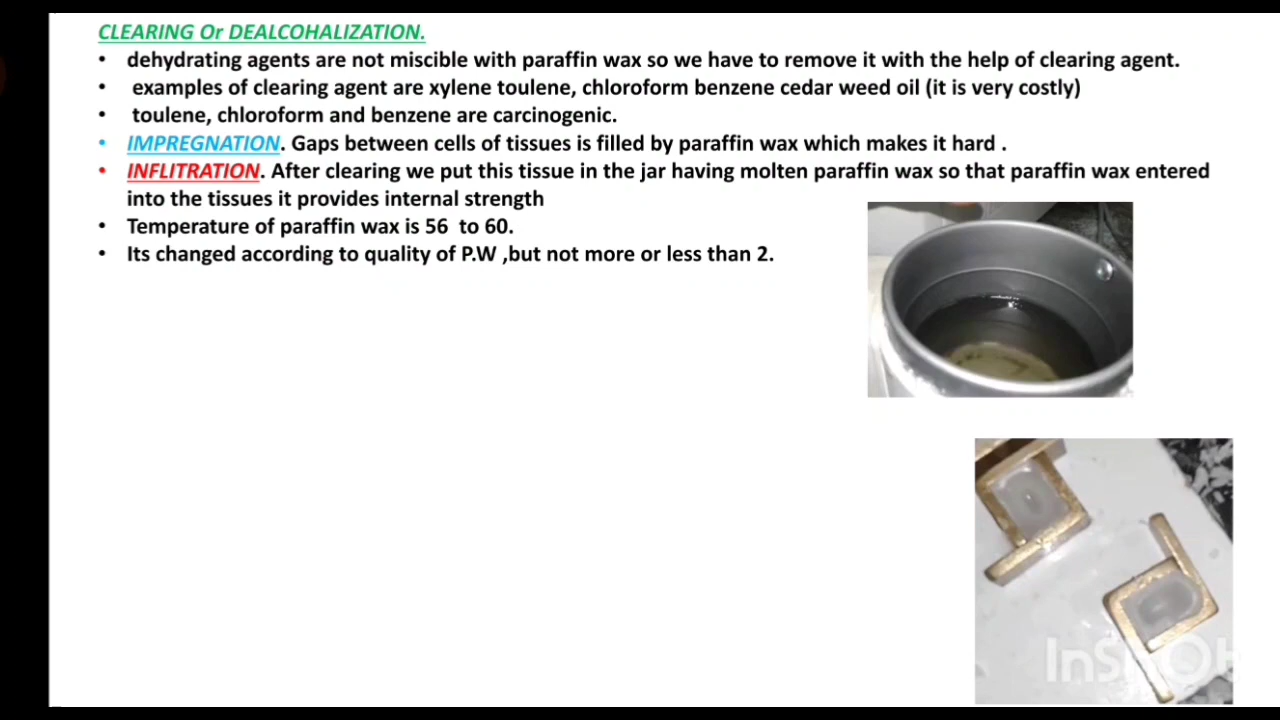 CLEARING Or DEALCOHALIZATION.
• dehydrating agents are not miscible with paraffin wax so we have to remove it with the help of clearing agent.
• examples of clearing agent are xylene toulene, chloroform benzene cedar weed oil (it is very costly)
• toulene, chloroform and benzene are carcinogenic.
• IMPREGNATION. Gaps between cells of tissues is filled by paraffin wax which makes it hard .
• INFLITRATION. After clearing we put this tissue in the jar having molten paraffin wax so that paraffin wax entered
into the tissues it provides internal strength
• Temperature of paraffin wax is 56  to 60.
• Its changed according to quality of P.W ,but not more or less than 2.